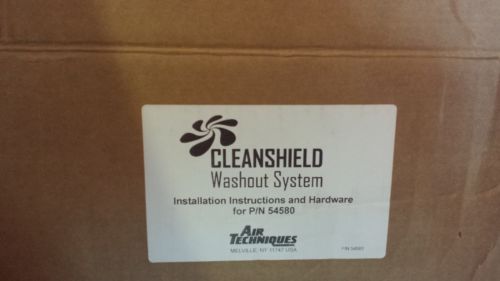 CLEANSHIELD
Washout System
Installation Instructions and Hardware
for P/N 54580
AIR
TECHNIQUES
MELVILLE, NY 11747 USA